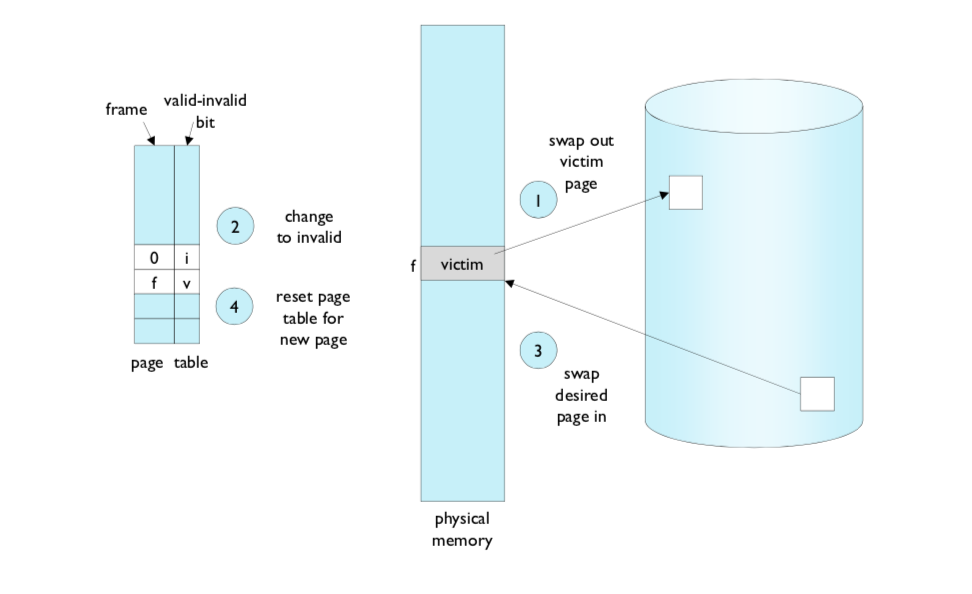 frame
valid-invalid
bit
2
change
to invalid
0 i
f v
4
reset page
table for
new page
page table
f
victim
physical
memory
1
swap out
victim
page
3
swap
desired
page in